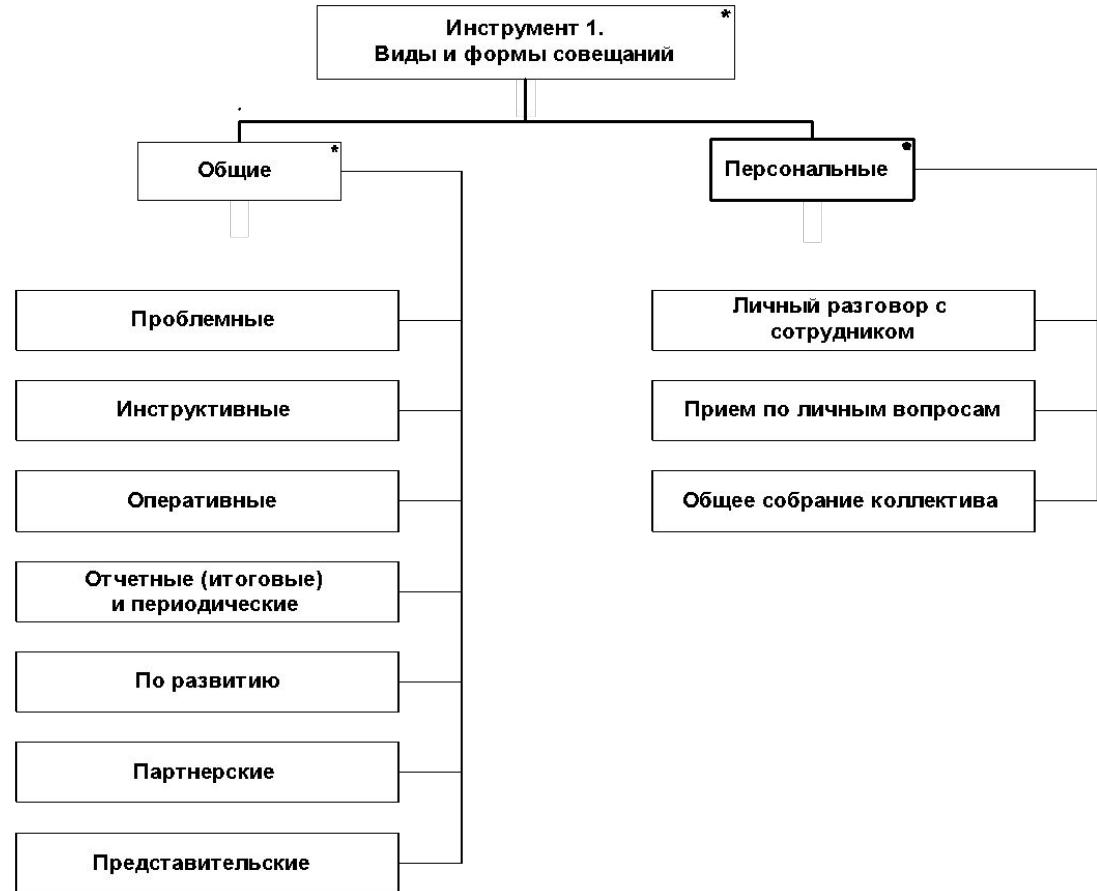 Инструмент 1.
Виды и формы совещаний
*
Общие
*
Персональные
*
Проблемные
Инструктивные
Оперативные
Отчетные (итоговые)
и периодические
По развитию
Партнерские
Представительские
Личный разговор с
сотрудником
Прием по личным вопросам
Общее собрание коллектива